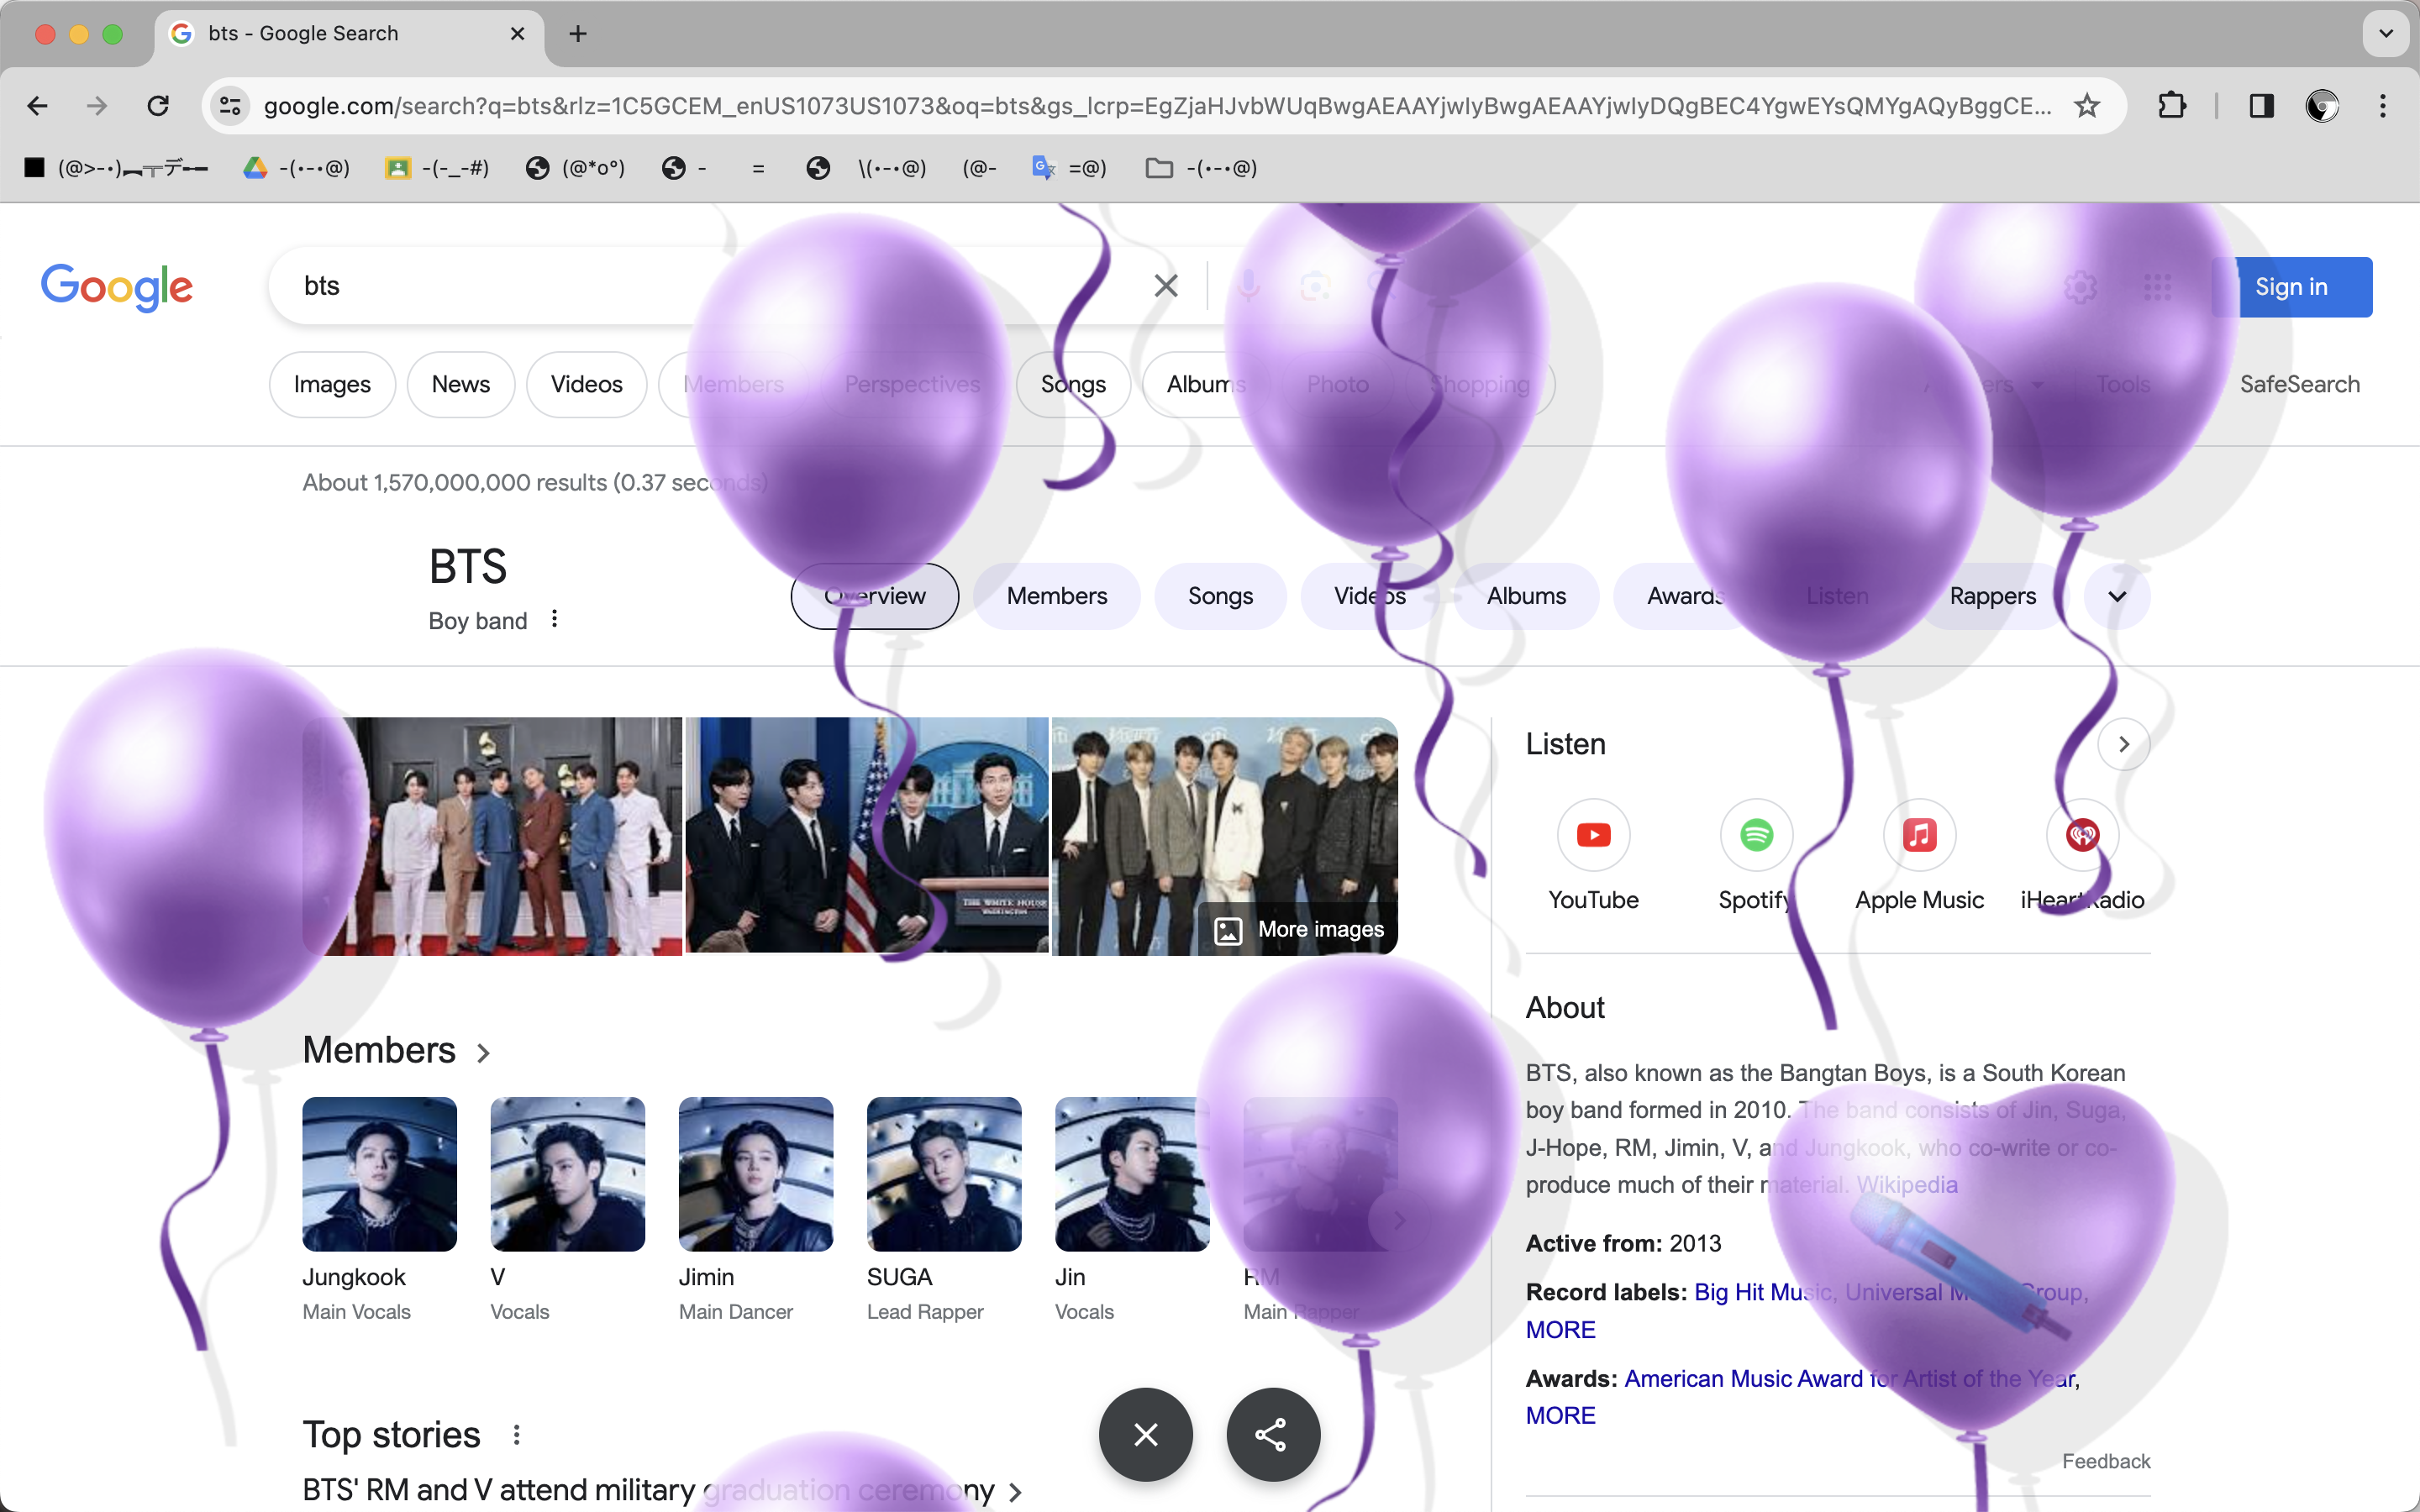 bts - Google Search
google.com/search?q=bts&rlz=1C5GCEM_enUS1073US1073&oq=bts&gs_lcrp=EgZjaHJvbWUqBwgAEAAYjwIyBwgAEAAYjwIyDQgBEC4YgwEYsQMYgAQyBggCE...
(@>-•)︻╦デ╾━ -(•-•@) -(-_-#) (@*o°) - = \(•-•@) (@- =@) -(•-•@)
Google bts Sign in
Images News Videos Members Perspectives Songs Albums Photo Shopping Tools SafeSearch
About 1,570,000,000 results (0.37 seconds)
BTS
Boy band
Overview Members Songs Videos Albums Awards Listen Rappers
THE WHITE HOUSE
WASHINGTON
More images
Listen
YouTube Spotify Apple Music iHeartRadio
Members
Jungkook V Jimin SUGA Jin RM
Main Vocals Vocals Main Dancer Lead Rapper Vocals Main Rapper
About
BTS, also known as the Bangtan Boys, is a South Korean
boy band formed in 2010. The band consists of Jin, Suga,
J-Hope, RM, Jimin, V, and Jungkook, who co-write or co-
produce much of their material. Wikipedia
Active from: 2013
Record labels: Big Hit Music, Universal Music Group,
MORE
Awards: American Music Award for Artist of the Year,
MORE
Feedback
Top stories
BTS' RM and V attend military graduation ceremony